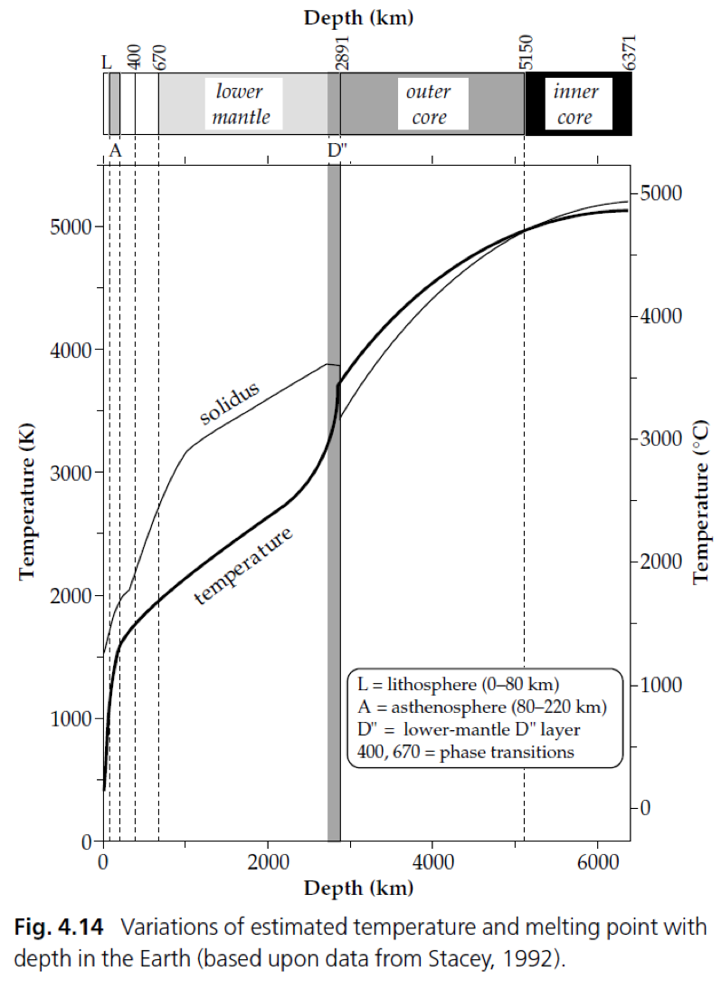 Depth (km)
L 400 670 2891 5150 6371
lower
mantle
outer
core
inner
core
A D"
5000
4000
3000
2000
1000
0
Temperature (K)
5000
4000
3000
2000
1000
0
Temperature (°C)
solidus
temperature
L = lithosphere (0–80 km)
A = asthenosphere (80–220 km)
D" = lower-mantle D" layer
400, 670 = phase transitions
0 2000 4000 6000
Depth (km)
Fig. 4.14 Variations of estimated temperature and melting point with
depth in the Earth (based upon data from Stacey, 1992).